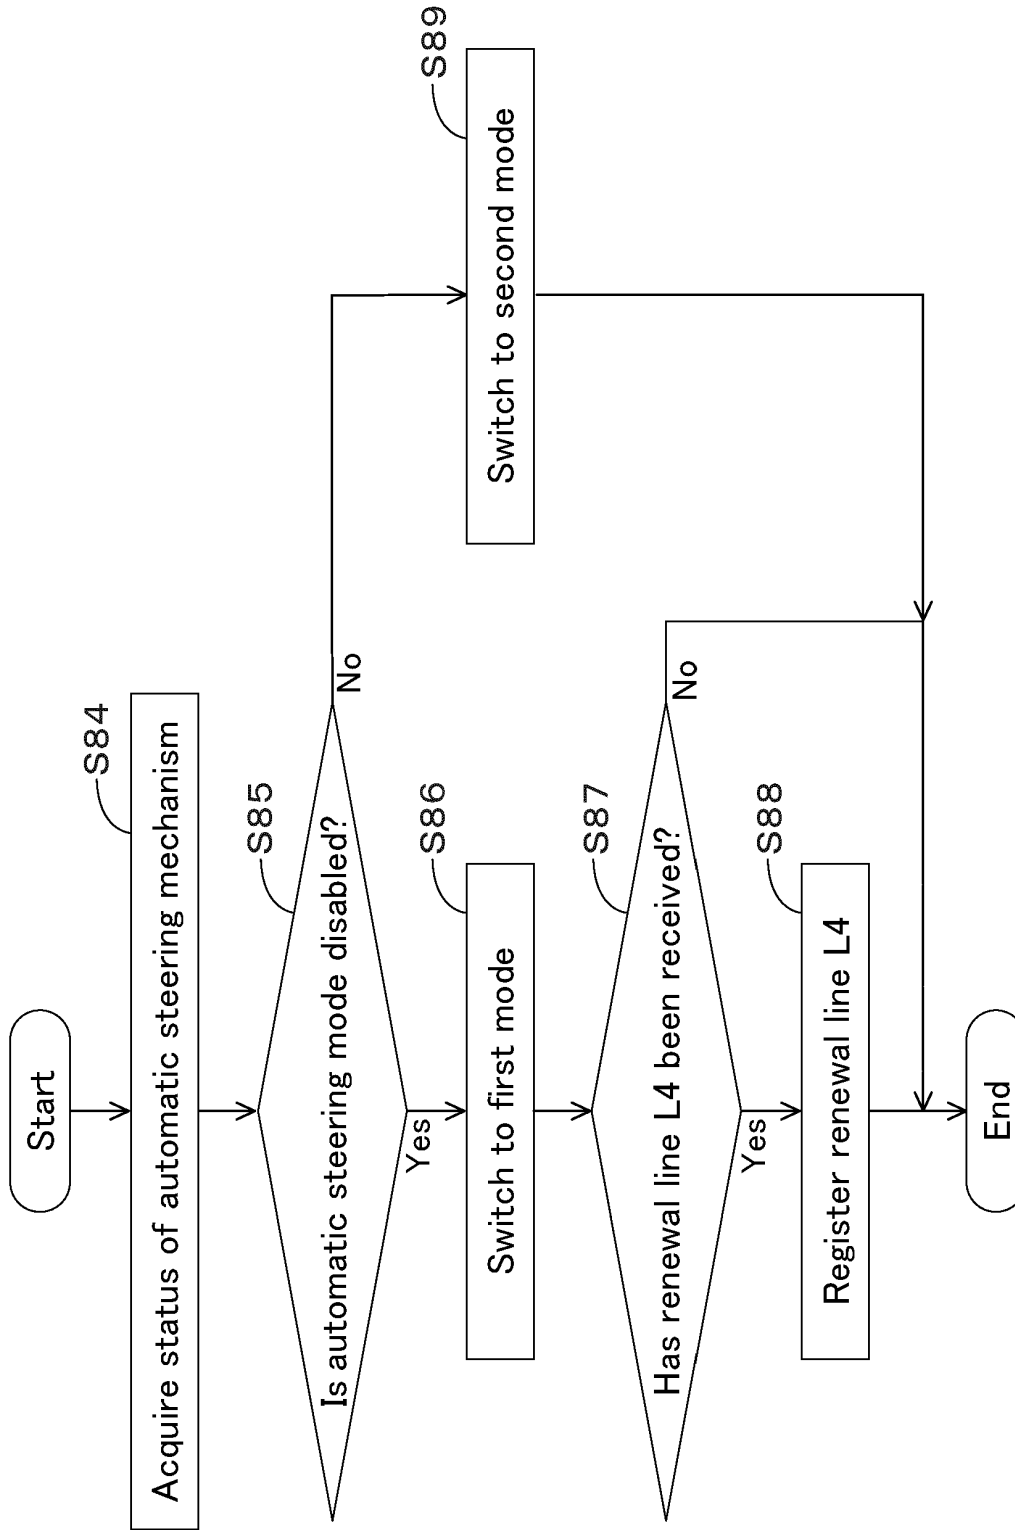 Start
S84
Acquire status of automatic steering mechanism
S85
Is automatic steering mode disabled?
No
Yes
S86
Switch to first mode
S89
Switch to second mode
S87
Has renewal line L4 been received?
No
Yes
S88
Register renewal line L4
End